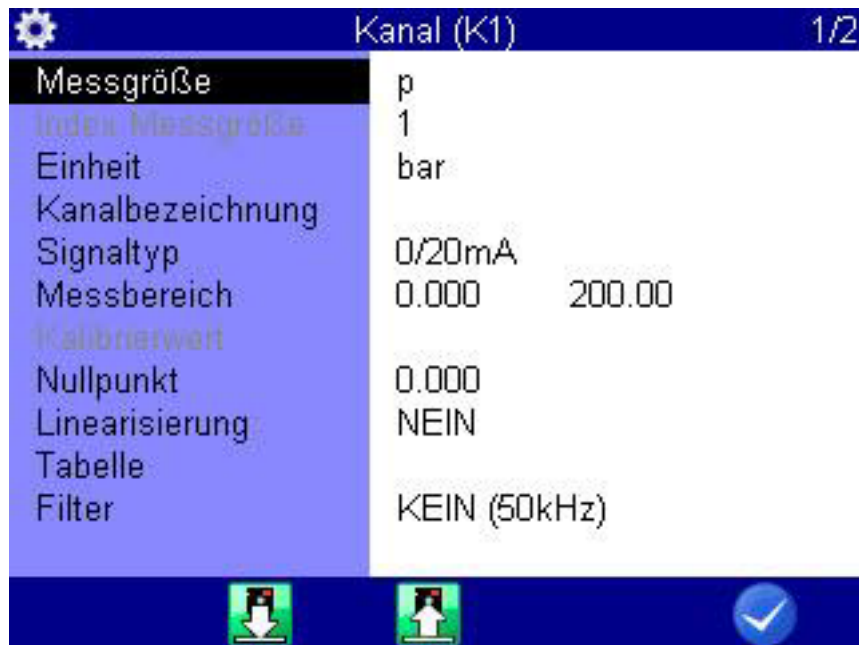 Kanal (K1) 1/2
Messgröße p
Index Messgröße 1
Einheit bar
Kanalbezeichnung
Signaltyp 0/20mA
Messbereich 0.000 200.00
Kalibrierwert
Nullpunkt 0.000
Linearisierung NEIN
Tabelle
Filter KEIN (50kHz)